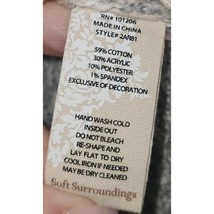 RN# 101206
MADE IN CHINA
STYLE# 2AR81
59% COTTON
30% ACRYLIC
10% POLYESTER
1% SPANDEX
EXCLUSIVE OF DECORATION
HAND WASH COLD
INSIDE OUT
DO NOT BLEACH
RE-SHAPE AND
LAY FLAT TO DRY
COOL IRON IF NEEDED
MAY BE DRY CLEANED
Soft Surroundings